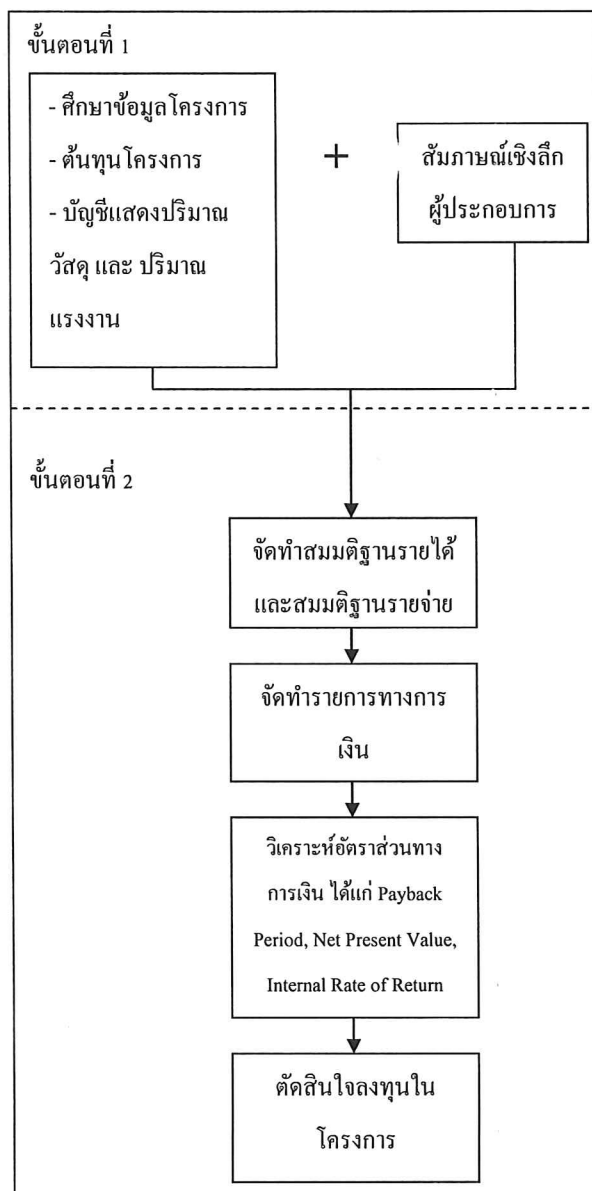 ขั้นตอนที่ 1
- ศึกษาข้อมูลโครงการ
- ต้นทุนโครงการ
- บัญชีแสดงปริมาณ
วัสดุ และ ปริมาณ
แรงงาน
+
สัมภาษณ์เชิงลึก
ผู้ประกอบการ
ขั้นตอนที่ 2
จัดทำสมมติฐานรายได้
และสมมติฐานรายจ่าย
จัดทำรายการทางการ
เงิน
วิเคราะห์อัตราส่วนทาง
การเงิน ได้แก่ Payback
Period, Net Present Value,
Internal Rate of Return
ตัดสินใจลงทุนใน
โครงการ